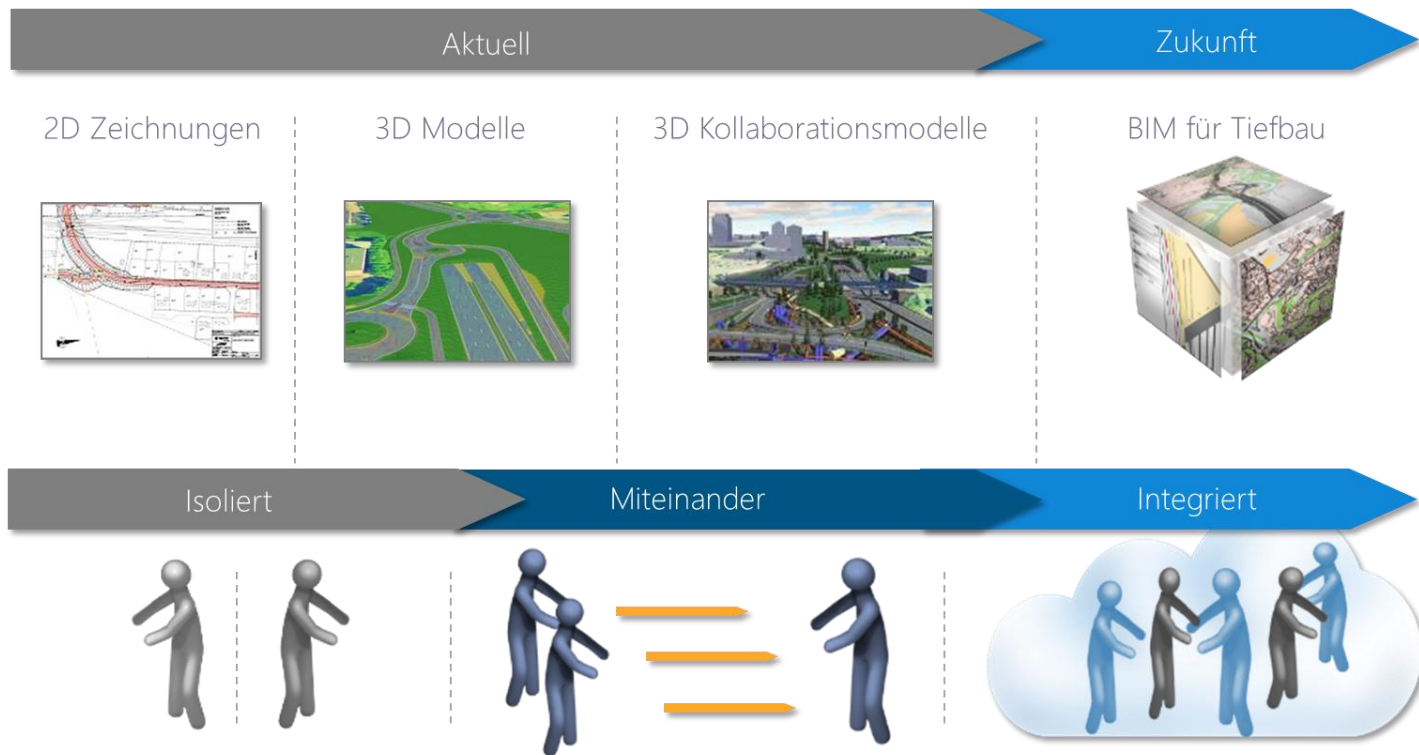 Aktuell
Zukunft
2D Zeichnungen
3D Modelle
3D Kollaborationsmodelle
BIM für Tiefbau
Isoliert
Miteinander
Integriert